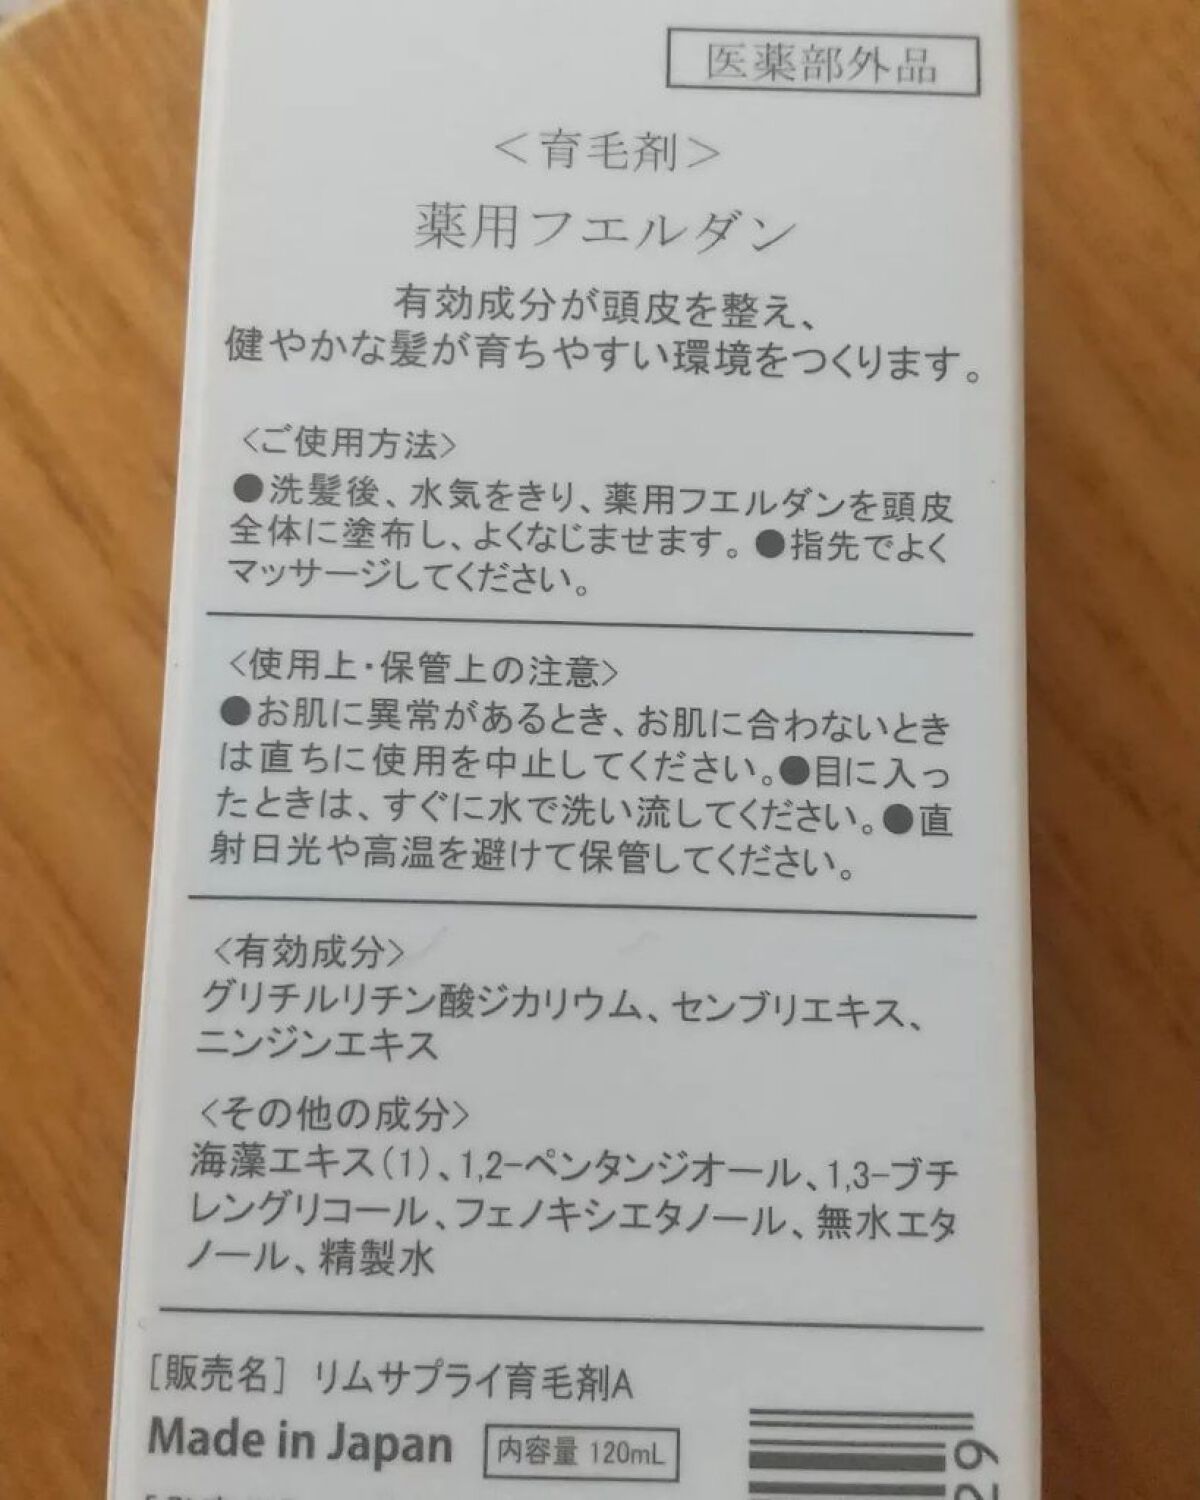 医薬部外品
＜育毛剤＞
薬用フエルダン
有効成分が頭皮を整え、
健やかな髪が育ちやすい環境をつくります。
〈ご使用方法〉
●洗髪後、水気をきり、薬用フエルダンを頭皮
全体に塗布し、よくなじませます。●指先でよく
マッサージしてください。
〈使用上・保管上の注意〉
●お肌に異常があるとき、お肌に合わないとき
は直ちに使用を中止してください。●目に入っ
たときは、すぐに水で洗い流してください。●直
射日光や高温を避けて保管してください。
〈有効成分〉
グリチルリチン酸ジカリウム、センブリエキス、
ニンジンエキス
〈その他の成分〉
海藻エキス(1)、1,2-ペンタンジオール、1,3-ブチ
レングリコール、フェノキシエタノール、無水エタ
ノール、精製水
[販売名] リムサプライ育毛剤A
Made in Japan 内容量 120mL